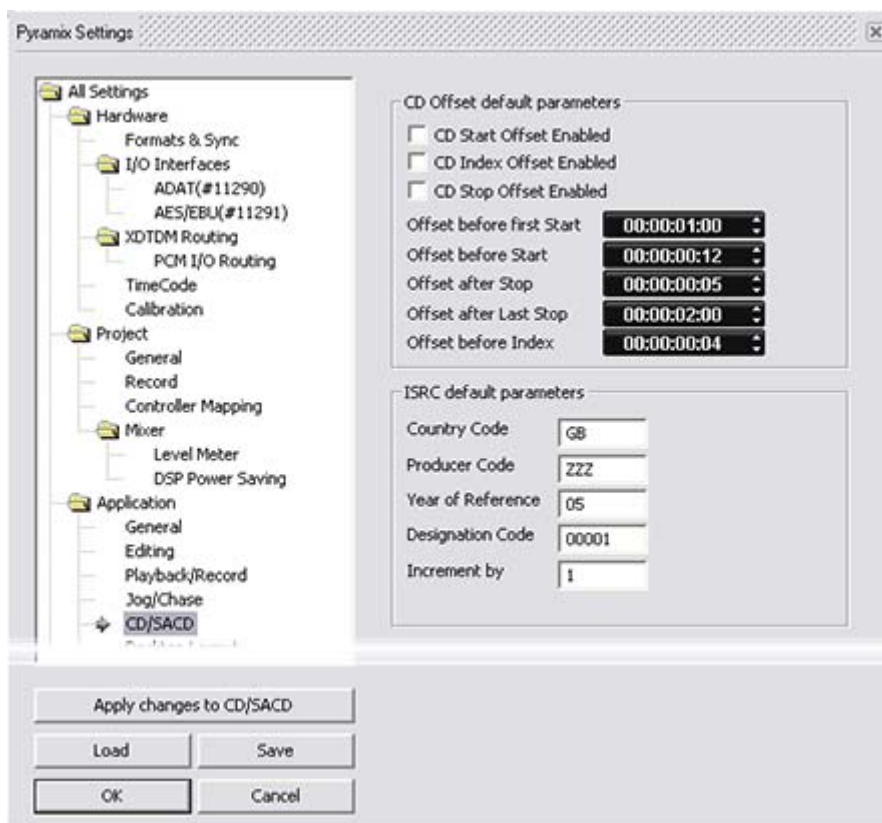 Pyramix Settings
All Settings
Hardware
Formats & Sync
I/O Interfaces
ADAT(#11290)
AES/EBU(#11291)
XDTDM Routing
PCM I/O Routing
TimeCode
Calibration
Project
General
Record
Controller Mapping
Mixer
Level Meter
DSP Power Saving
Application
General
Editing
Playback/Record
Jog/Chase
CD/SACD
CD Offset default parameters
CD Start Offset Enabled
CD Index Offset Enabled
CD Stop Offset Enabled
Offset before first Start 00:00:01:00
Offset before Start 00:00:00:12
Offset after Stop 00:00:00:05
Offset after Last Stop 00:00:02:00
Offset before Index 00:00:00:04
ISRC default parameters
Country Code GB
Producer Code ZZZ
Year of Reference 05
Designation Code 00001
Increment by 1
Apply changes to CD/SACD
Load Save
OK Cancel